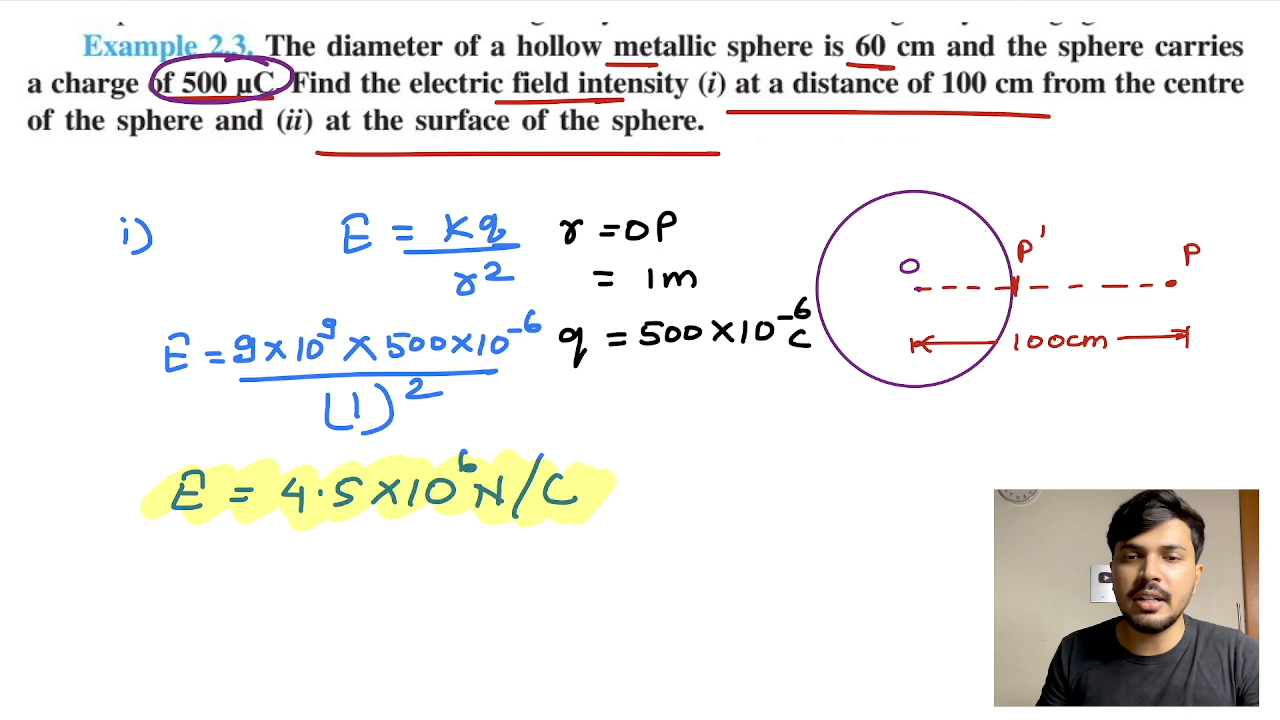 Example 2.3. The diameter of a hollow metallic sphere is 60 cm and the sphere carries
a charge of 500 μC. Find the electric field intensity (i) at a distance of 100 cm from the centre
of the sphere and (ii) at the surface of the sphere.
i)
E = Kq / r²
r = OP
= 1m
E = 9×10⁹ × 500×10⁻⁶ / (1)²
q = 500×10⁻⁶ C
E = 4.5×10⁶ N/C
O
P'
P
100cm